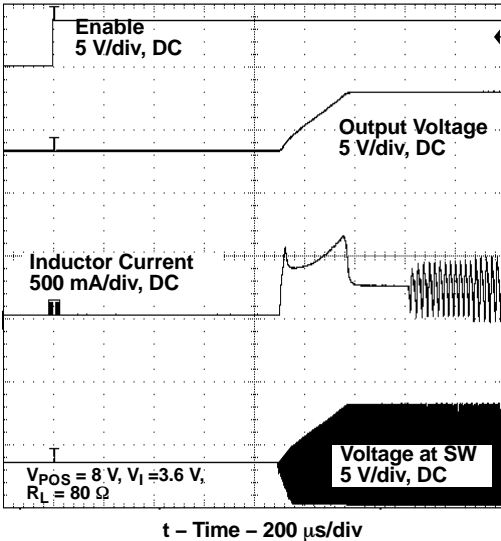 T
Enable
5 V/div, DC
T
Output Voltage
5 V/div, DC
Inductor Current
500 mA/div, DC
T
T
Voltage at SW
5 V/div, DC
VPOS = 8 V, VI =3.6 V,
RL = 80 Ω
t – Time – 200 μs/div